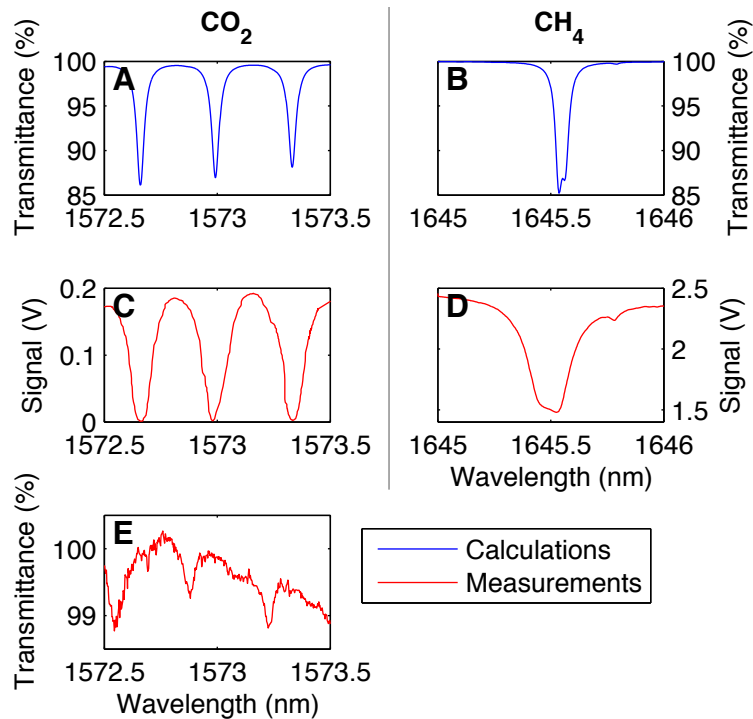 CO2
CH4
A
Transmittance (%)
100
95
90
85
1572.5
1573
1573.5
B
Transmittance (%)
100
95
90
85
1645
1645.5
1646
C
Signal (V)
0.2
0.1
0
1572.5
1573
1573.5
D
Signal (V)
2.5
2
1.5
1645
1645.5
1646
Wavelength (nm)
E
Transmittance (%)
100
99
1572.5
1573
1573.5
Wavelength (nm)
Calculations
Measurements